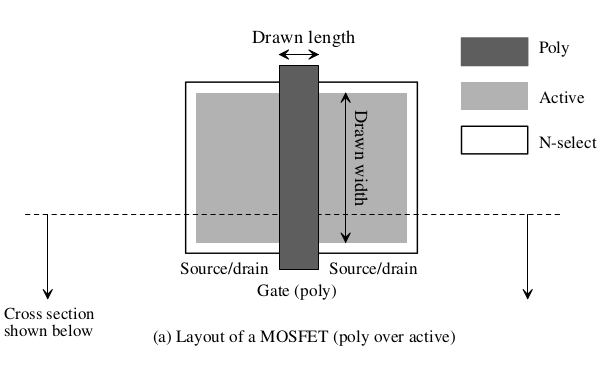 Drawn length
Poly
Active
N-select
Drawn width
Source/drain
Source/drain
Gate (poly)
Cross section
shown below
(a) Layout of a MOSFET (poly over active)